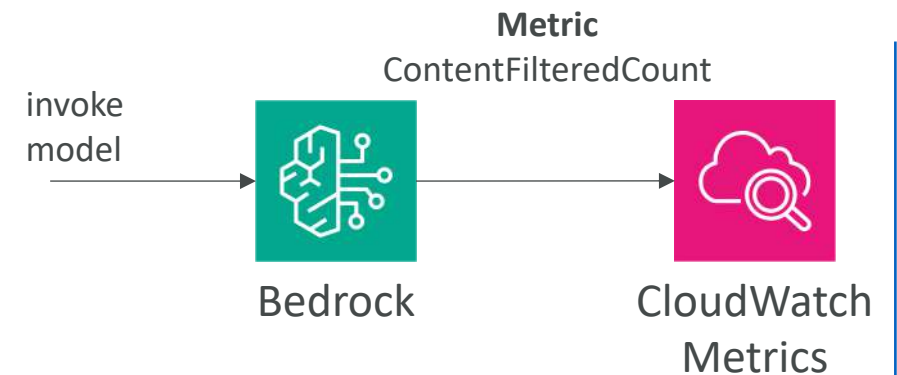 Metric
ContentFilteredCount
invoke
model
Bedrock
CloudWatch
Metrics